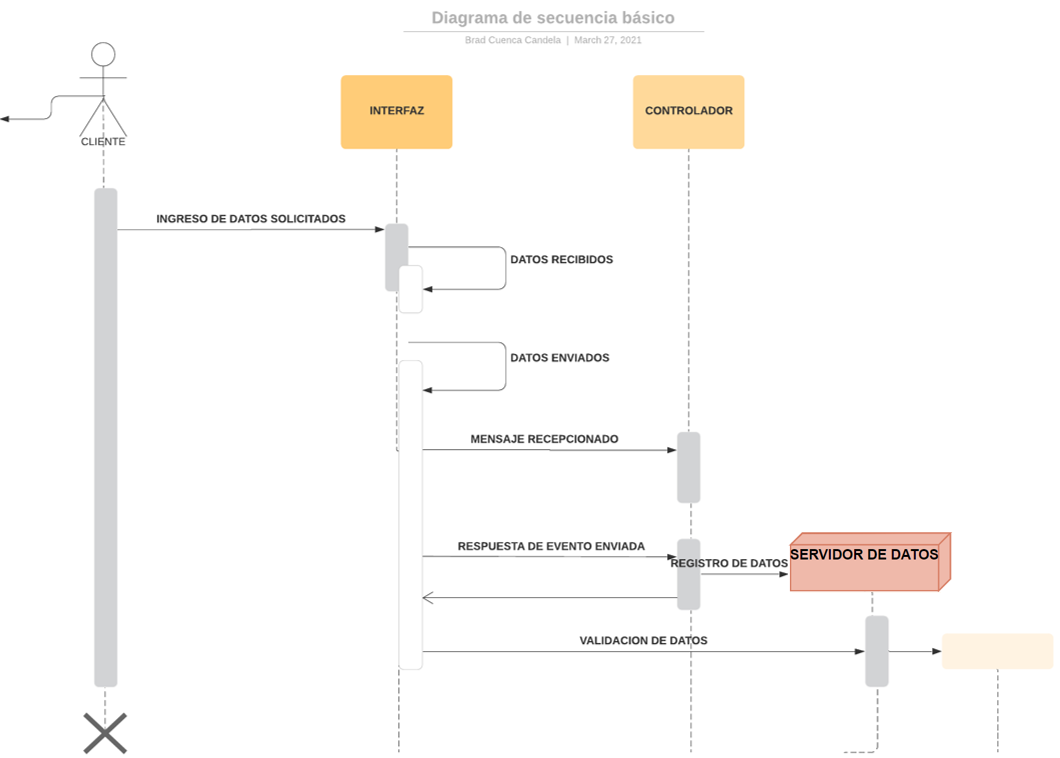 Diagrama de secuencia básico
Brad Cuenca Candela | March 27, 2021
INTERFAZ
CONTROLADOR
CLIENTE
INGRESO DE DATOS SOLICITADOS
DATOS RECIBIDOS
DATOS ENVIADOS
MENSAJE RECEPCIONADO
RESPUESTA DE EVENTO ENVIADA
SERVIDOR DE DATOS
REGISTRO DE DATOS
VALIDACION DE DATOS